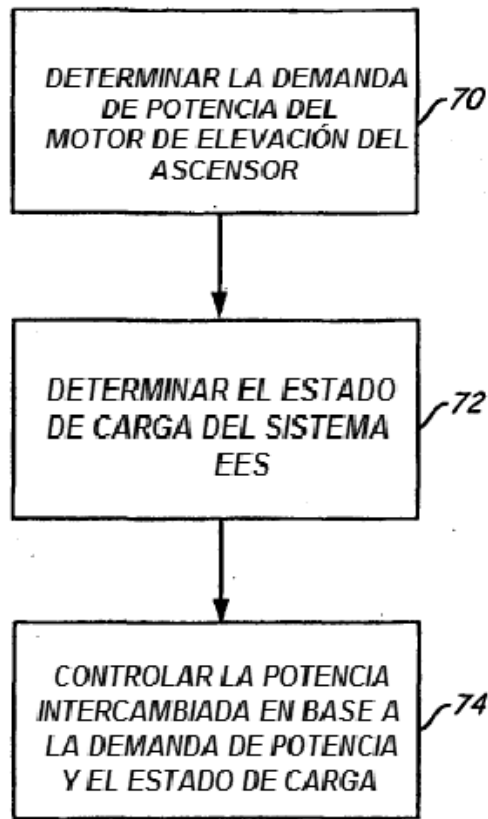 DETERMINAR LA DEMANDA
DE POTENCIA DEL
MOTOR DE ELEVACIÓN DEL
ASCENSOR
70
DETERMINAR EL ESTADO
DE CARGA DEL SISTEMA
EES
72
CONTROLAR LA POTENCIA
INTERCAMBIADA EN BASE A
LA DEMANDA DE POTENCIA
Y EL ESTADO DE CARGA
74